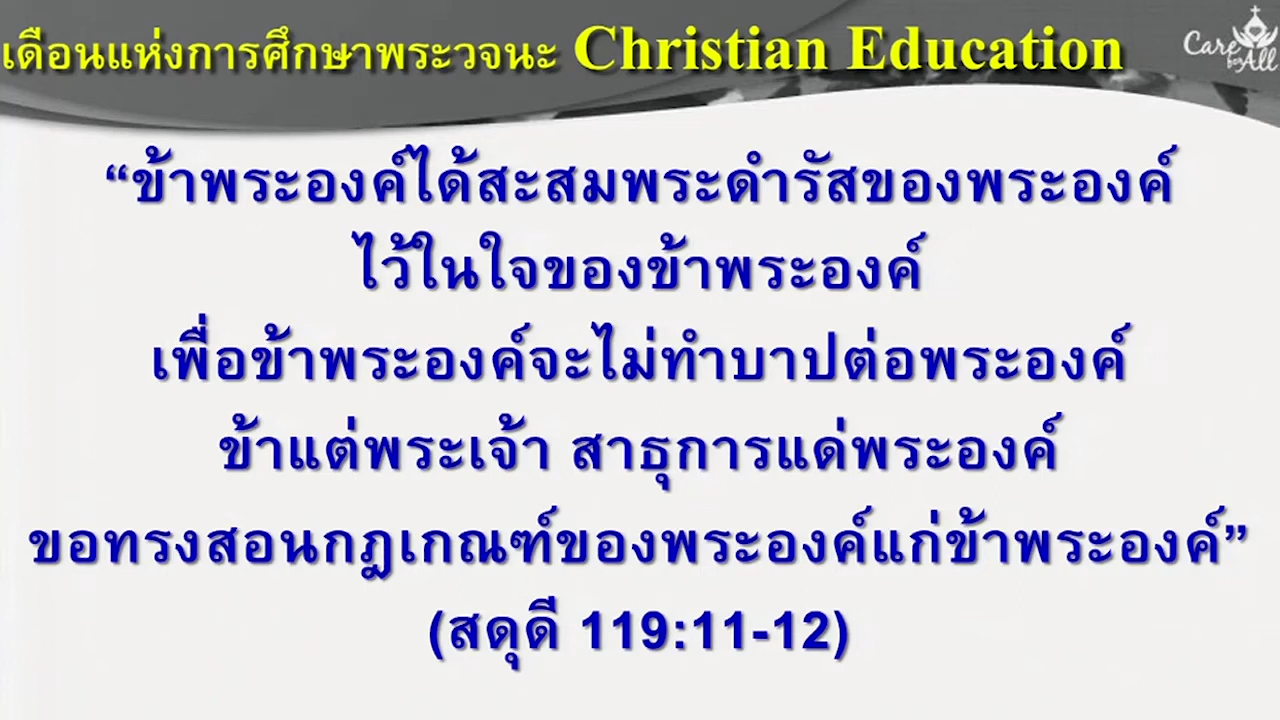 เดือนแห่งการศึกษาพระวจนะ Christian Education
Care for All
“ข้าพระองค์ได้สะสมพระดำรัสของพระองค์
ไว้ในใจของข้าพระองค์
เพื่อข้าพระองค์จะไม่ทำบาปต่อพระองค์
ข้าแต่พระเจ้า สาธุการแด่พระองค์
ขอทรงสอนกฎเกณฑ์ของพระองค์แก่ข้าพระองค์”
(สดุดี 119:11-12)